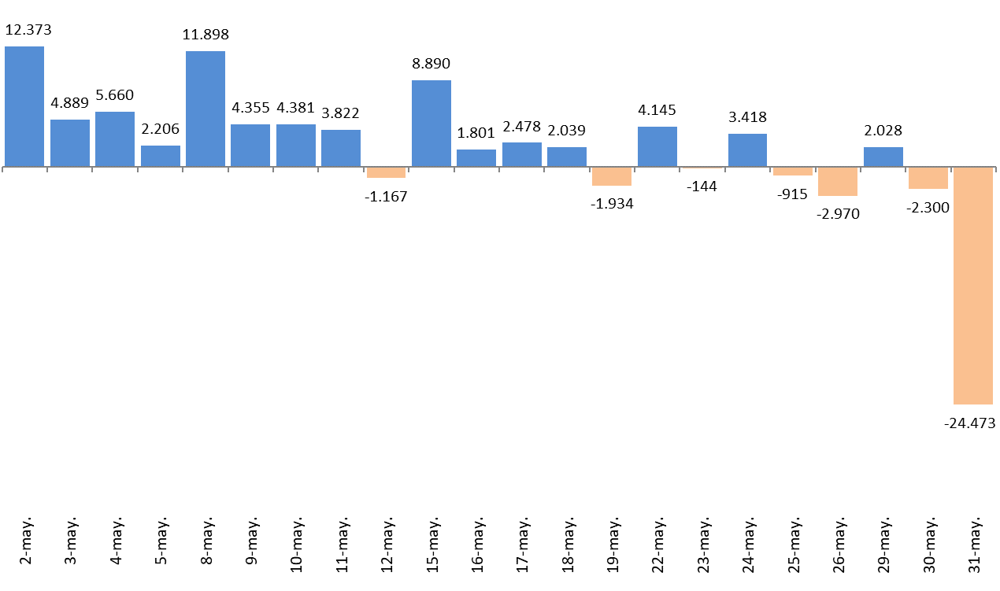 12.373
4.889
5.660
2.206
11.898
4.355
4.381
3.822
-1.167
8.890
1.801
2.478
2.039
-1.934
4.145
-144
3.418
-915
-2.970
2.028
-2.300
-24.473
2-may.
3-may.
4-may.
5-may.
8-may.
9-may.
10-may.
11-may.
12-may.
15-may.
16-may.
17-may.
18-may.
19-may.
22-may.
23-may.
24-may.
25-may.
26-may.
29-may.
30-may.
31-may.